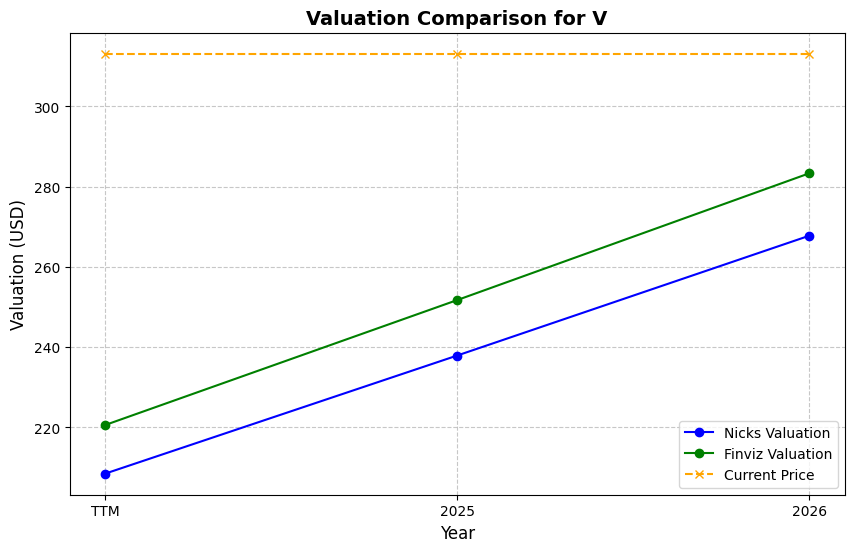 Valuation Comparison for V
Valuation (USD)
300
280
260
240
220
TTM
2025
2026
Year
Nicks Valuation
Finviz Valuation
Current Price